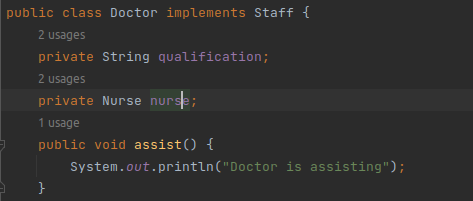 public class Doctor implements Staff {
2 usages
private String qualification;
2 usages
private Nurse nurse;
1 usage
public void assist() {
System.out.println("Doctor is assisting");
}